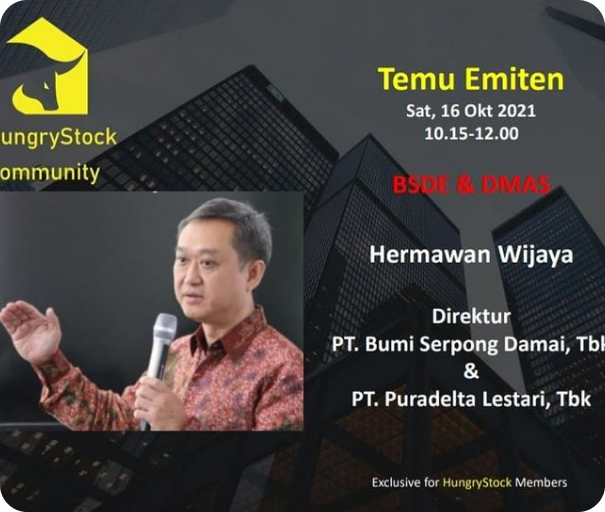 ungryStock
ommunity
Temu Emiten
Sat, 16 Okt 2021
10.15-12.00
BSDE & DMAS
Hermawan Wijaya
Direktur
PT. Bumi Serpong Damai, Tbk
&
PT. Puradelta Lestari, Tbk
Exclusive for HungryStock Members